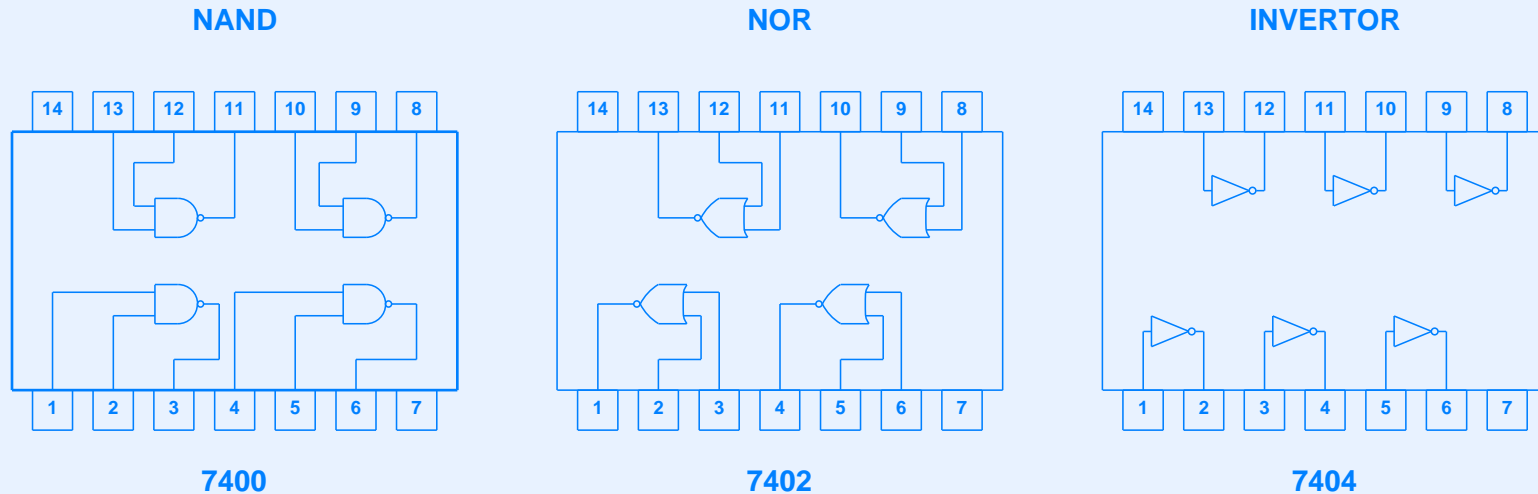 NAND NOR INVERTOR
14 13 12 11 10 9 8 14 13 12 11 10 9 8 14 13 12 11 10 9 8
1 2 3 4 5 6 7 1 2 3 4 5 6 7 1 2 3 4 5 6 7
7400 7402 7404